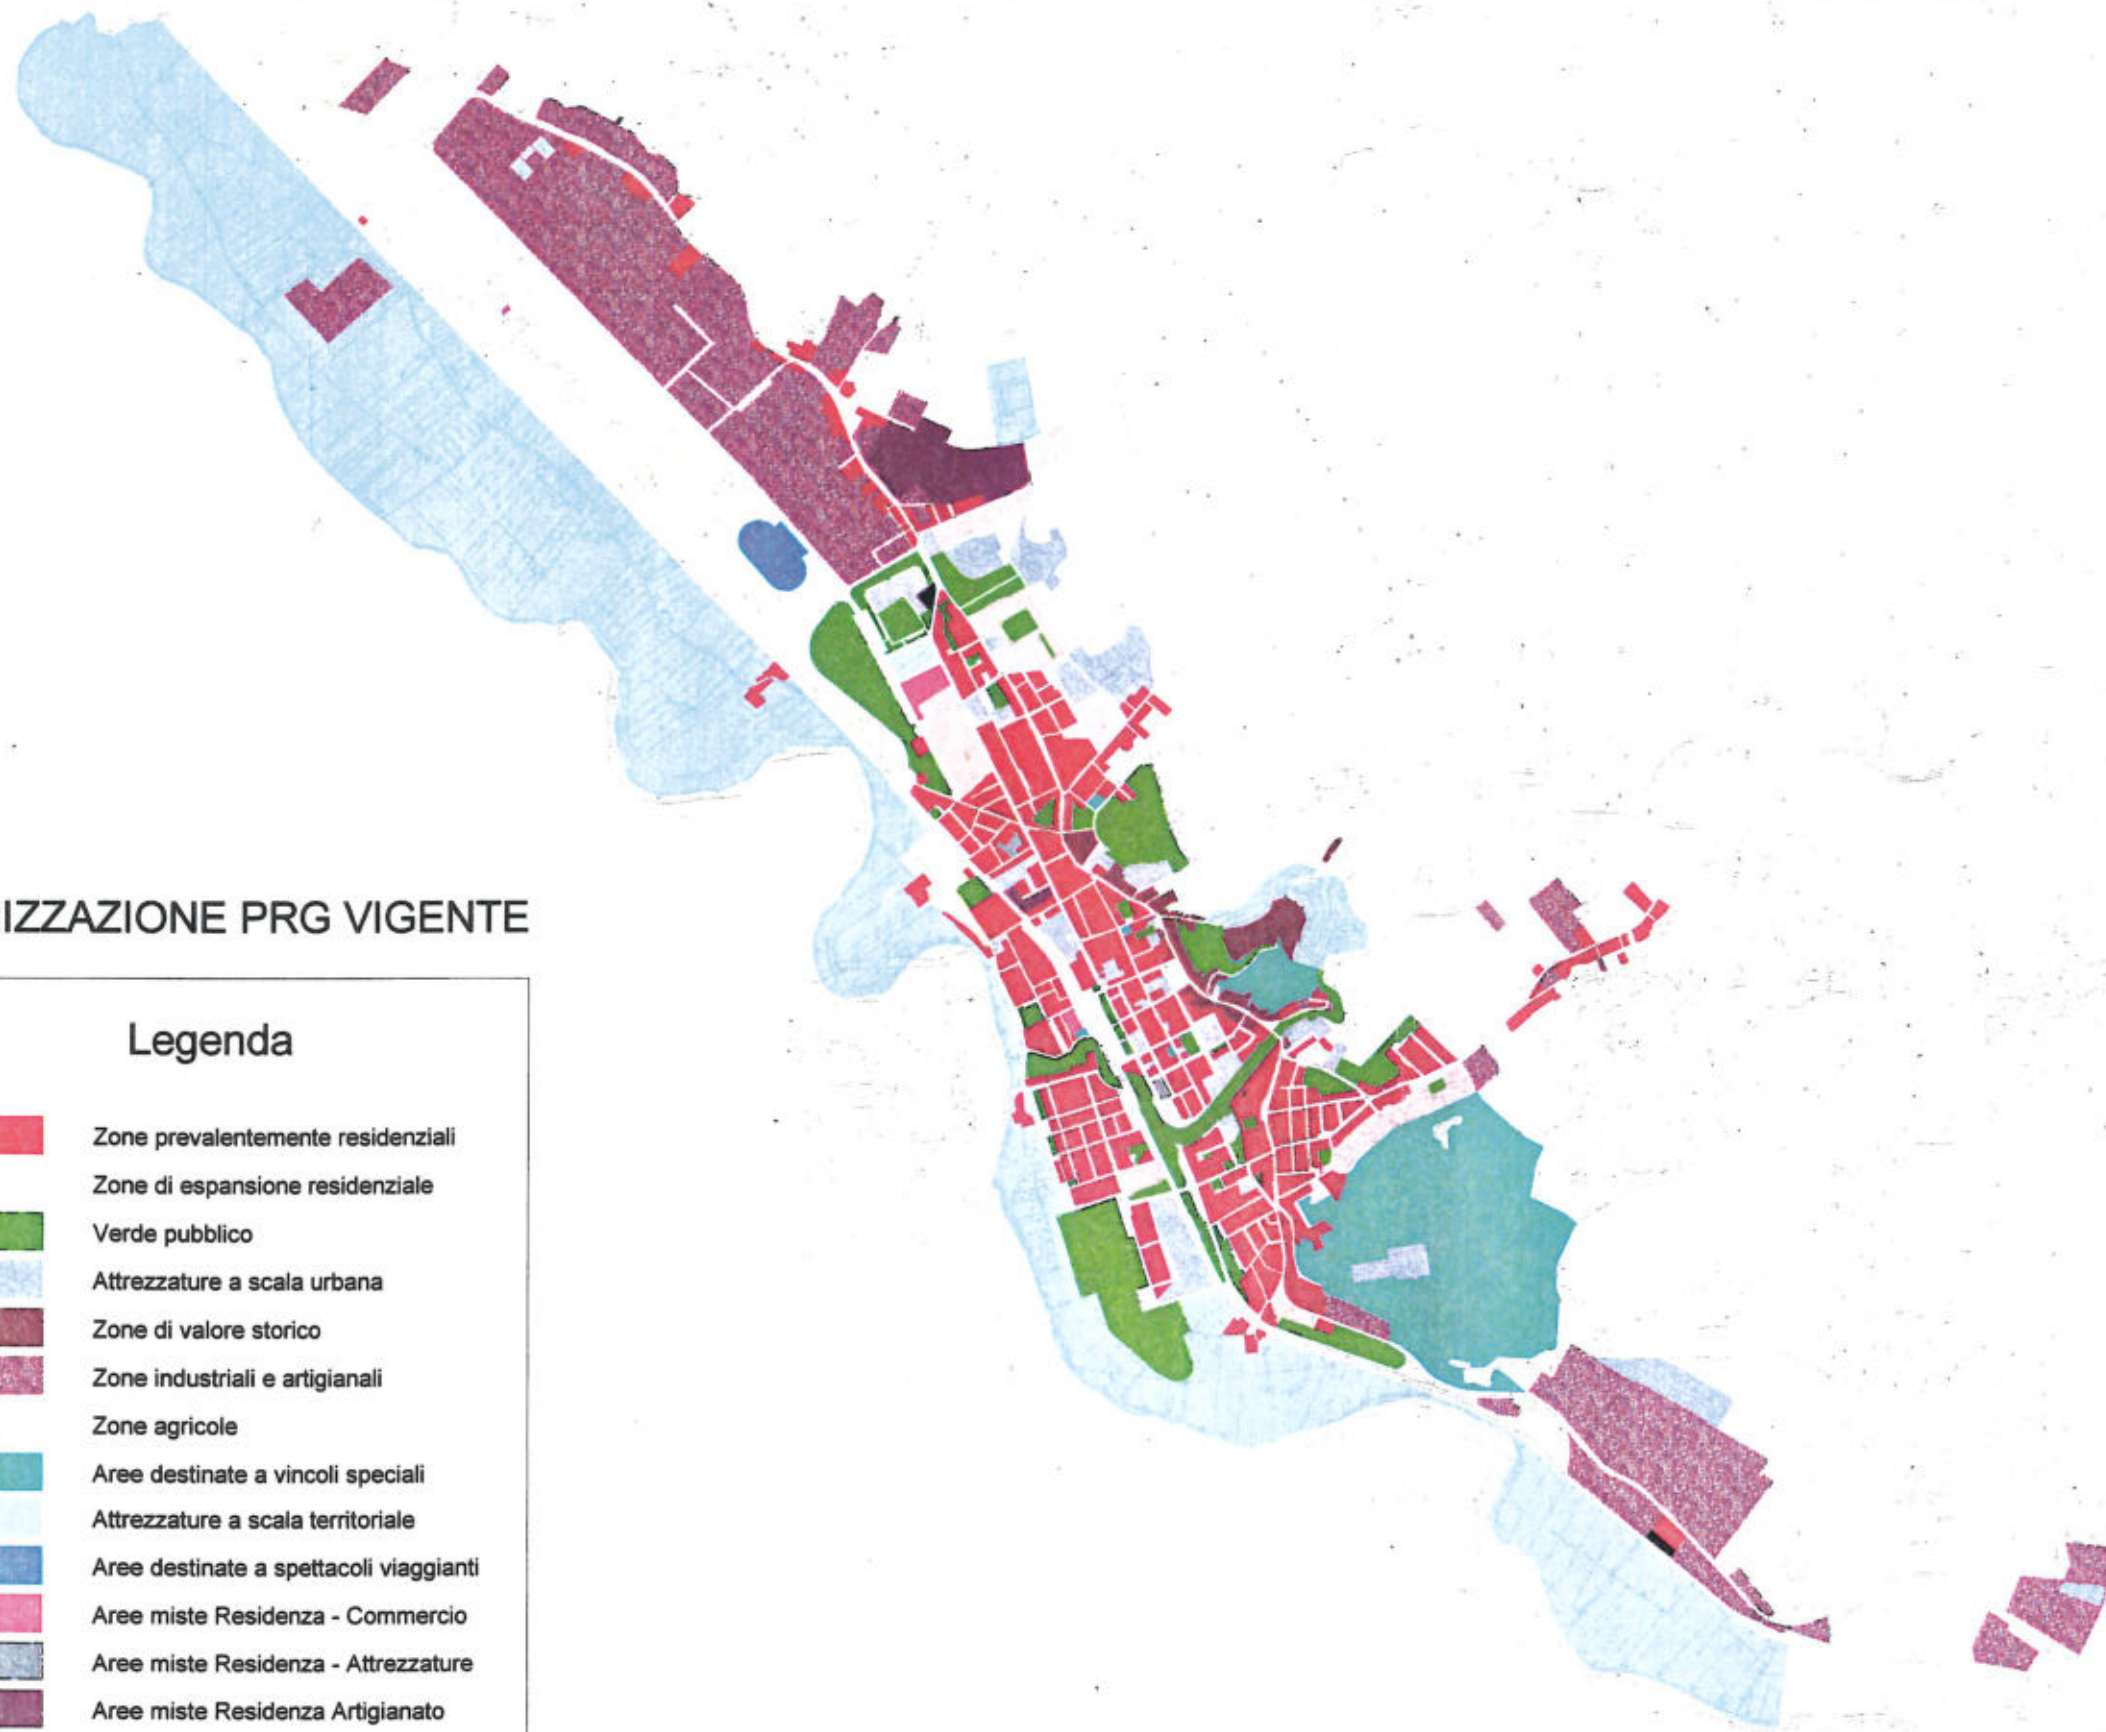 IZZAZIONE PRG VIGENTE
Legenda
Zone prevalentemente residenziali
Zone di espansione residenziale
Verde pubblico
Attrezzature a scala urbana
Zone di valore storico
Zone industriali e artigianali
Zone agricole
Aree destinate a vincoli speciali
Attrezzature a scala territoriale
Aree destinate a spettacoli viaggianti
Aree miste Residenza - Commercio
Aree miste Residenza - Attrezzature
Aree miste Residenza Artigianato